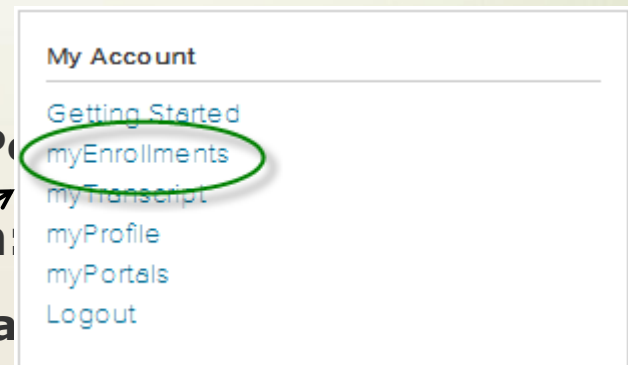 My Account
Getting Started
myEnrollments
myTranscript
myProfile
myPortals
Logout